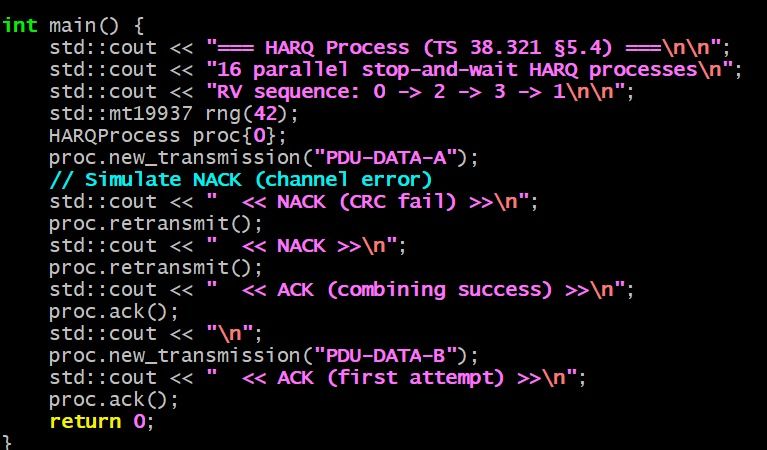 int main() {
    std::cout << "=== HARQ Process (TS 38.321 §5.4) ===\n\n";
    std::cout << "16 parallel stop-and-wait HARQ processes\n";
    std::cout << "RV sequence: 0 -> 2 -> 3 -> 1\n\n";
    std::mt19937 rng(42);
    HARQProcess proc{0};
    proc.new_transmission("PDU-DATA-A");
    // Simulate NACK (channel error)
    std::cout << "  << NACK (CRC fail) >>\n";
    proc.retransmit();
    std::cout << "  << NACK >>\n";
    proc.retransmit();
    std::cout << "  << ACK (combining success) >>\n";
    proc.ack();
    std::cout << "\n";
    proc.new_transmission("PDU-DATA-B");
    std::cout << "  << ACK (first attempt) >>\n";
    proc.ack();
    return 0;
}